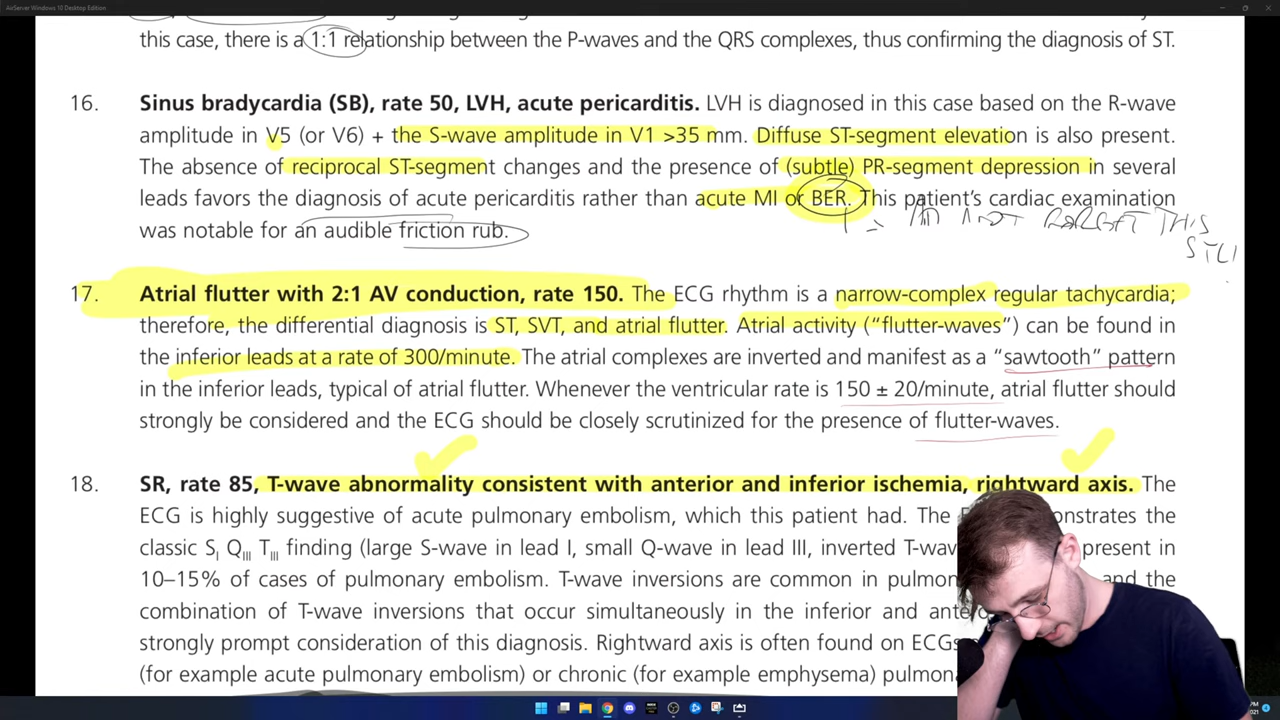 AirServer Windows 10 Desktop Edition
this case, there is a 1:1 relationship between the P-waves and the QRS complexes, thus confirming the diagnosis of ST.
16. Sinus bradycardia (SB), rate 50, LVH, acute pericarditis. LVH is diagnosed in this case based on the R-wave
amplitude in V5 (or V6) + the S-wave amplitude in V1 >35 mm. Diffuse ST-segment elevation is also present.
The absence of reciprocal ST-segment changes and the presence of (subtle) PR-segment depression in several
leads favors the diagnosis of acute pericarditis rather than acute MI or BER. This patient's cardiac examination
was notable for an audible friction rub.
NOT
THIS
17. Atrial flutter with 2:1 AV conduction, rate 150. The ECG rhythm is a narrow-complex regular tachycardia;
therefore, the differential diagnosis is ST, SVT, and atrial flutter. Atrial activity ("flutter-waves") can be found in
the inferior leads at a rate of 300/minute. The atrial complexes are inverted and manifest as a "sawtooth" pattern
in the inferior leads, typical of atrial flutter. Whenever the ventricular rate is 150 ± 20/minute, atrial flutter should
strongly be considered and the ECG should be closely scrutinized for the presence of flutter-waves.
18. SR, rate 85, T-wave abnormality consistent with anterior and inferior ischemia, rightward axis. The
ECG is highly suggestive of acute pulmonary embolism, which this patient had. The
the
classic SI QIII TIII finding (large S-wave in lead I, small Q-wave in lead III, inverted present in
10–15% of cases of pulmonary embolism. T-wave inversions are common in and the
combination of T-wave inversions that occur simultaneously in the inferior and
strongly prompt consideration of this diagnosis. Rightward axis is often found on ECGs
(for example acute pulmonary embolism) or chronic (for example emphysema)